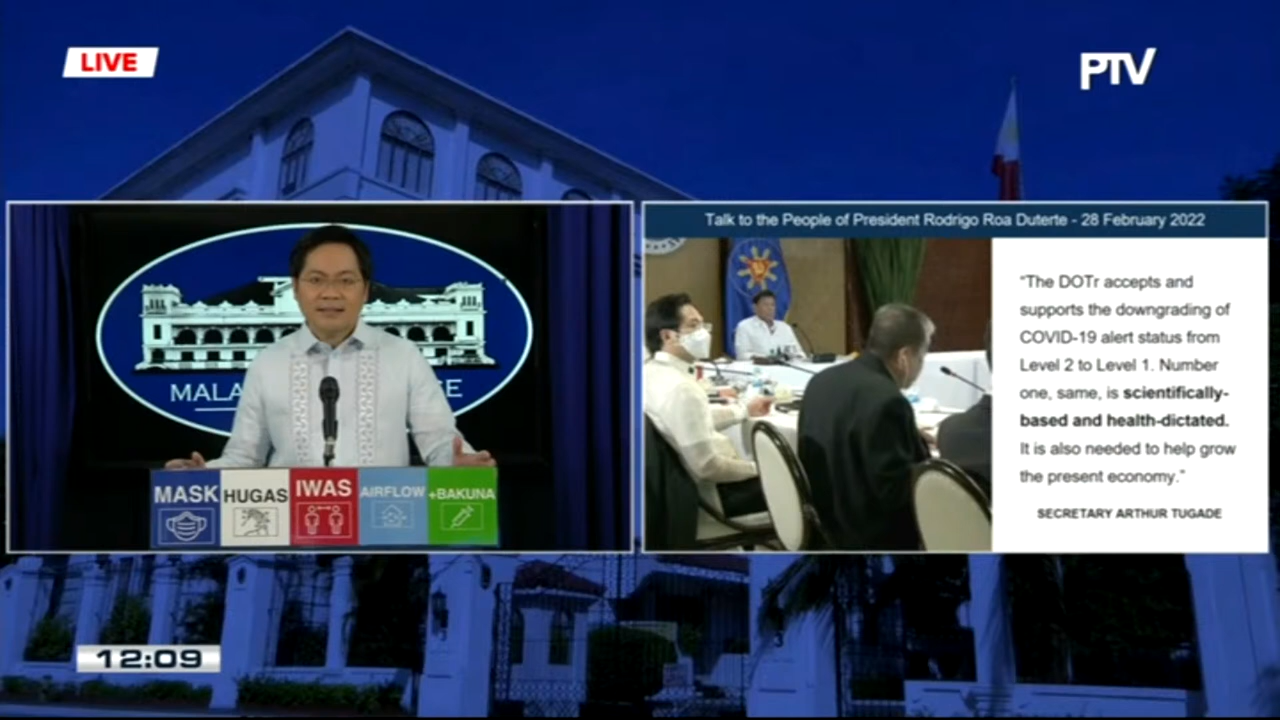 LIVE
PTV
Talk to the People of President Rodrigo Roa Duterte - 28 February 2022
MALA
E
MASK
HUGAS
IWAS
AIRFLOW
+BAKUNA
“The DOTr accepts and
supports the downgrading of
COVID-19 alert status from
Level 2 to Level 1. Number
one, same, is scientifically-
based and health-dictated.
It is also needed to help grow
the present economy.”
SECRETARY ARTHUR TUGADE
12:09